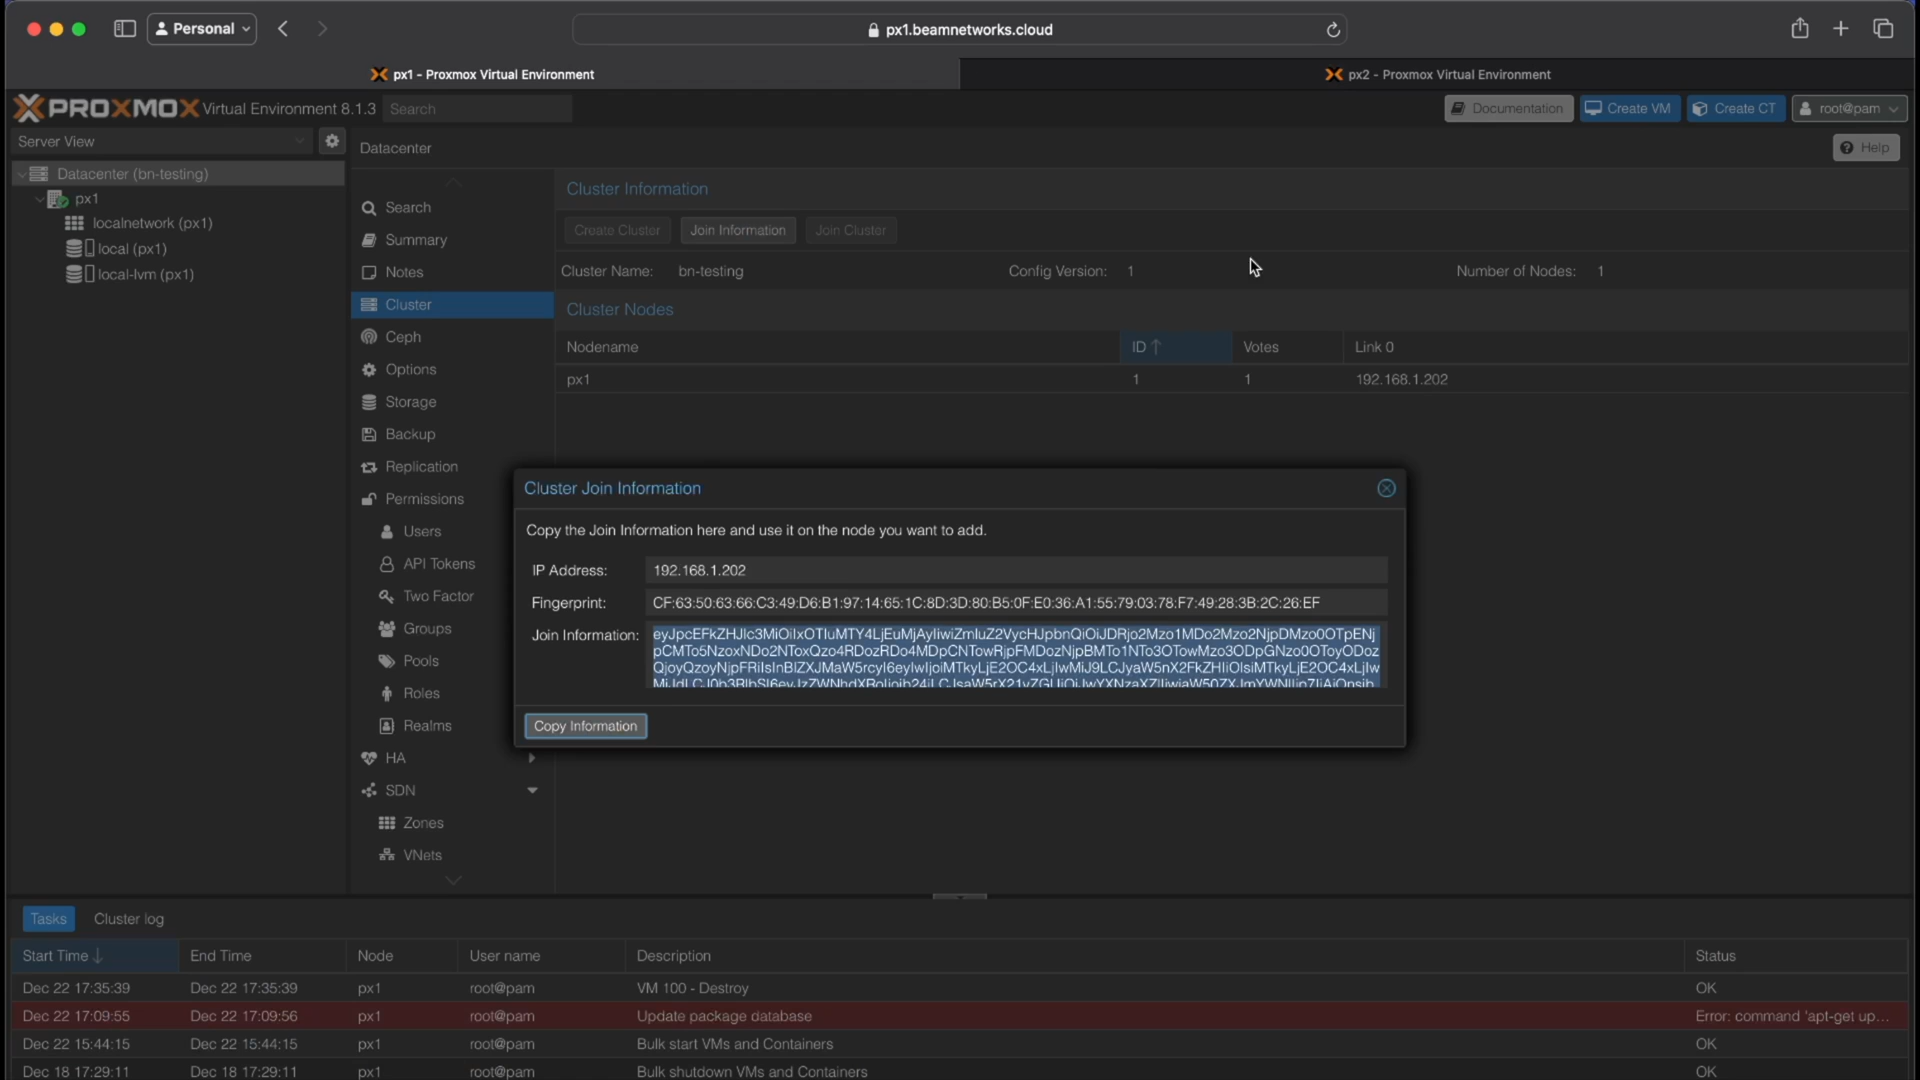 Personal
px1.beamnetworks.cloud
px1 - Proxmox Virtual Environment
px2 - Proxmox Virtual Environment
PROXMOX Virtual Environment 8.1.3
Search
Documentation
Create VM
Create CT
root@pam
Server View
Datacenter
Help
Datacenter (bn-testing)
px1
localnetwork (px1)
local (px1)
local-lvm (px1)
Search
Summary
Notes
Cluster
Ceph
Options
Storage
Backup
Replication
Permissions
Users
API Tokens
Two Factor
Groups
Pools
Roles
Realms
HA
SDN
Zones
VNets
Cluster Information
Create Cluster
Join Information
Join Cluster
Cluster Name: bn-testing
Config Version: 1
Number of Nodes: 1
Cluster Nodes
Nodename ID Votes Link 0
px1 1 1 192.168.1.202
Cluster Join Information
Copy the Join Information here and use it on the node you want to add.
IP Address: 192.168.1.202
Fingerprint: CF:63:50:63:66:C3:49:D6:B1:97:14:65:1C:8D:3D:80:B5:0F:E0:36:A1:55:79:03:78:F7:49:28:3B:2C:26:EF
Join Information:
Copy Information
Tasks
Cluster log
Start Time End Time Node User name Description Status
Dec 22 17:35:39 Dec 22 17:35:39 px1 root@pam VM 100 - Destroy OK
Dec 22 17:09:55 Dec 22 17:09:56 px1 root@pam Update package database Error: command 'apt-get up...
Dec 22 15:44:15 Dec 22 15:44:15 px1 root@pam Bulk start VMs and Containers OK
Dec 18 17:29:11 Dec 18 17:29:11 px1 root@pam Bulk shutdown VMs and Containers OK